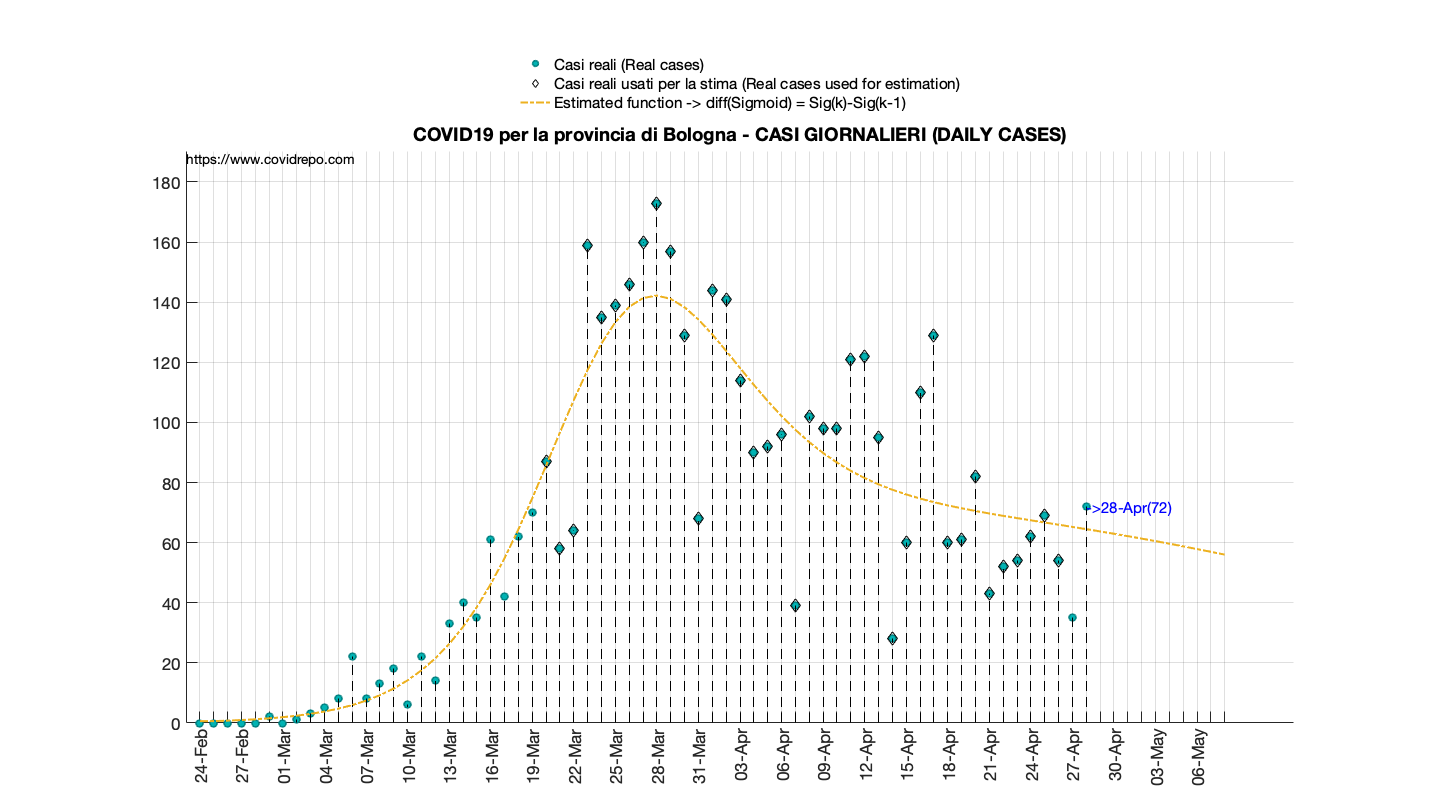 Casi reali (Real cases)
Casi reali usati per la stima (Real cases used for estimation)
Estimated function -> diff(Sigmoid) = Sig(k)-Sig(k-1)
COVID19 per la provincia di Bologna - CASI GIORNALIERI (DAILY CASES)
https://www.covidrepo.com
180
160
140
120
100
80
60
40
20
0
>28-Apr(72)
24-Feb
27-Feb
01-Mar
04-Mar
07-Mar
10-Mar
13-Mar
16-Mar
19-Mar
22-Mar
25-Mar
28-Mar
31-Mar
03-Apr
06-Apr
09-Apr
12-Apr
15-Apr
18-Apr
21-Apr
24-Apr
27-Apr
30-Apr
03-May
06-May